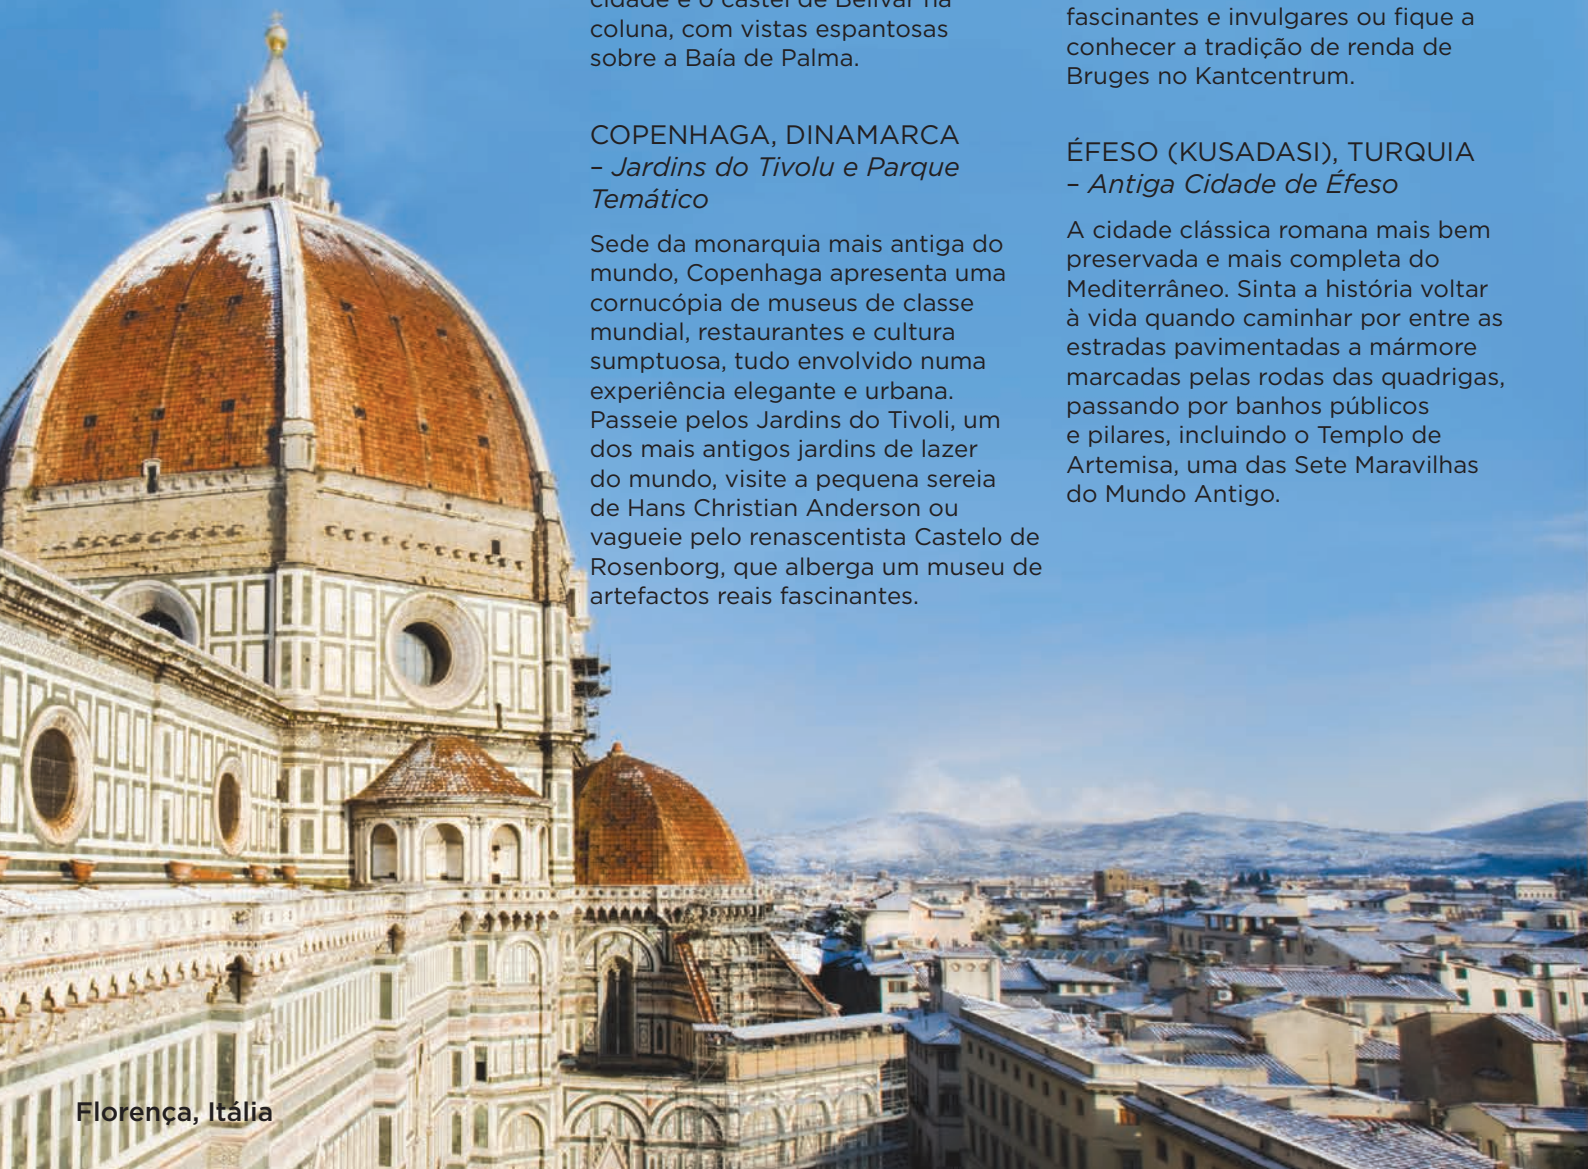 cidade é o castel de Bellvar na
coluna, com vistas espantosas
sobre a Baía de Palma.
COPENHAGA, DINAMARCA
– Jardins do Tivolu e Parque
Temático
Sede da monarquia mais antiga do
mundo, Copenhaga apresenta uma
cornucópia de museus de classe
mundial, restaurantes e cultura
sumptuosa, tudo envolvido numa
experiência elegante e urbana.
Passeie pelos Jardins do Tivoli, um
dos mais antigos jardins de lazer
do mundo, visite a pequena sereia
de Hans Christian Anderson ou
vagueie pelo renascentista Castelo de
Rosenborg, que alberga um museu de
artefactos reais fascinantes.
fascinantes e invulgares ou fique a
conhecer a tradição de renda de
Bruges no Kantcentrum.
ÉFESO (KUSADASI), TURQUIA
– Antiga Cidade de Éfeso
A cidade clássica romana mais bem
preservada e mais completa do
Mediterrâneo. Sinta a história voltar
à vida quando caminhar por entre as
estradas pavimentadas a mármore
marcadas pelas rodas das quadrigas,
passando por banhos públicos
e pilares, incluindo o Templo de
Artemisa, uma das Sete Maravilhas
do Mundo Antigo.
Florença, Itália